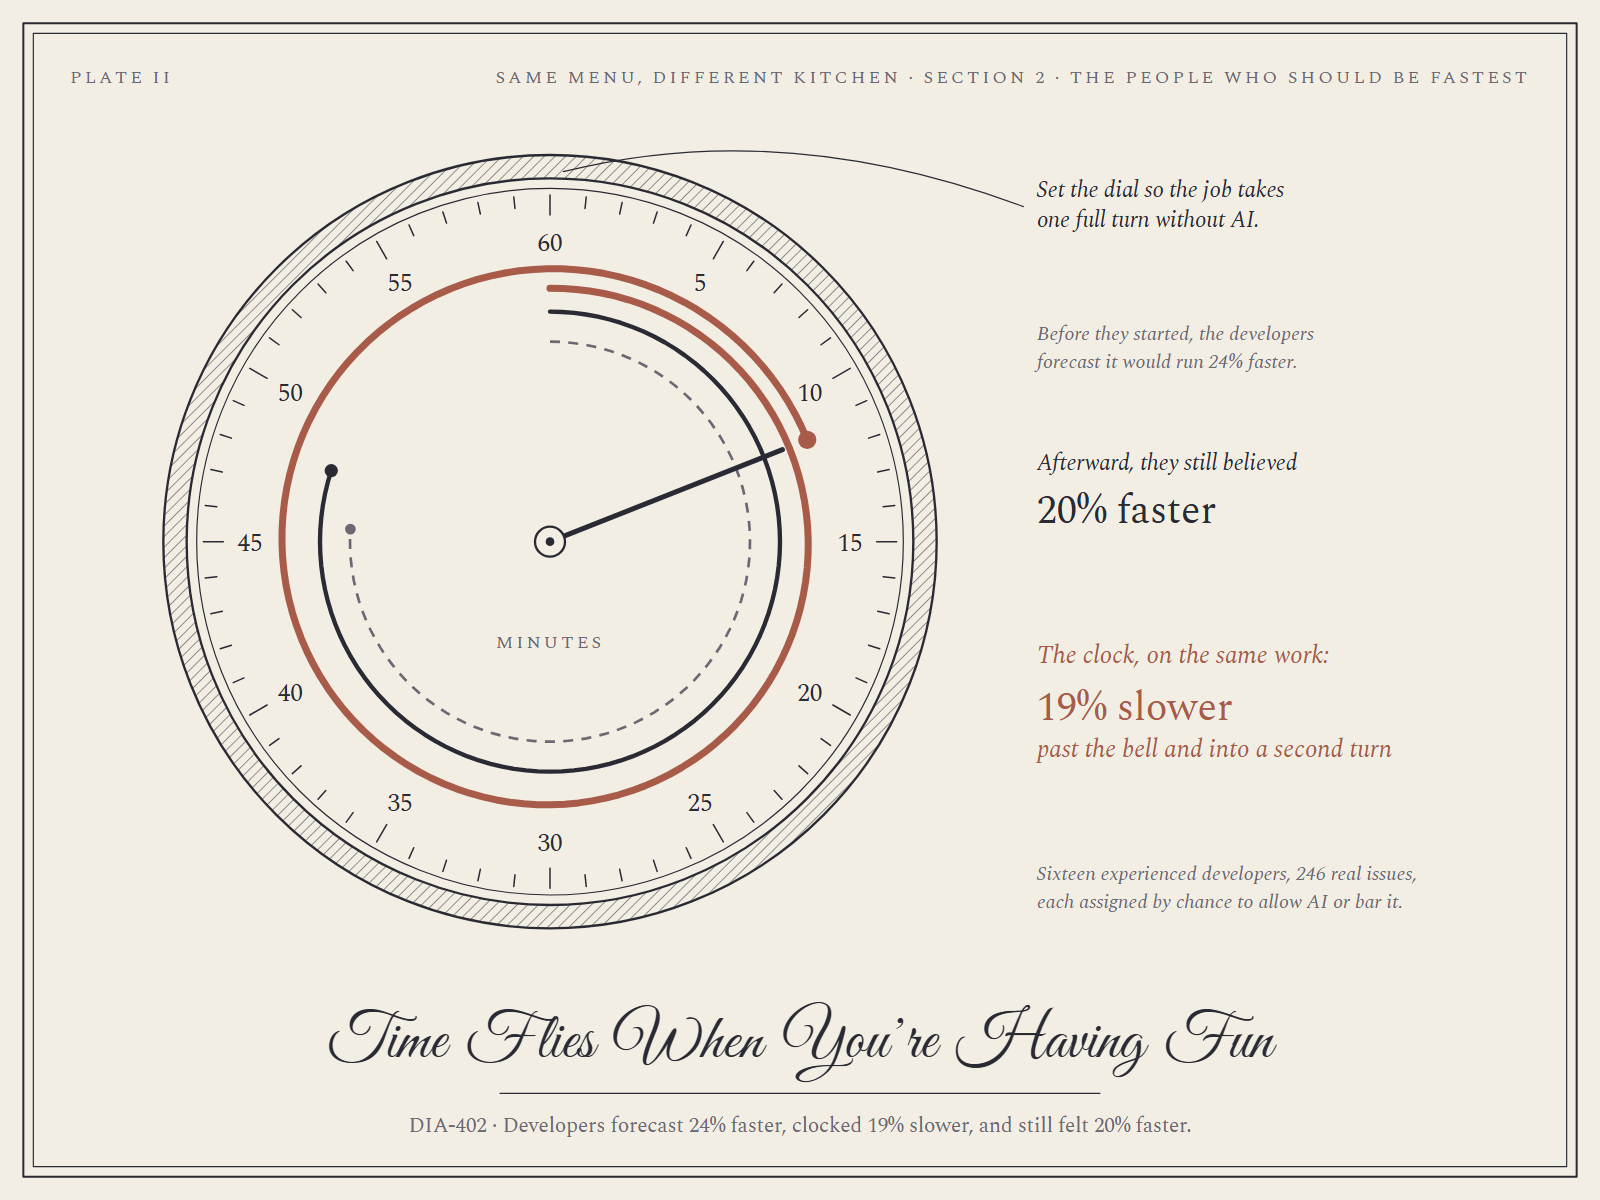 PLATE II
SAME MENU, DIFFERENT KITCHEN · SECTION 2 · THE PEOPLE WHO SHOULD BE FASTEST
60
5
10
15
20
25
30
35
40
45
50
55
MINUTES
Set the dial so the job takes
one full turn without AI.
Before they started, the developers
forecast it would run 24% faster.
Afterward, they still believed
20% faster
The clock, on the same work:
19% slower
past the bell and into a second turn
Sixteen experienced developers, 246 real issues,
each assigned by chance to allow AI or bar it.
Time Flies When You’re Having Fun
DIA-402 · Developers forecast 24% faster, clocked 19% slower, and still felt 20% faster.